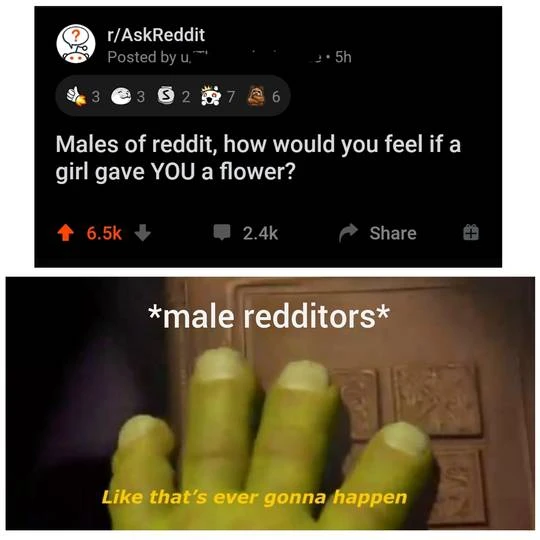 r/AskReddit
Posted by u/ • 5h
3 3 2 7 6
Males of reddit, how would you feel if a
girl gave YOU a flower?
6.5k 2.4k Share
*male redditors*
Like that's ever gonna happen